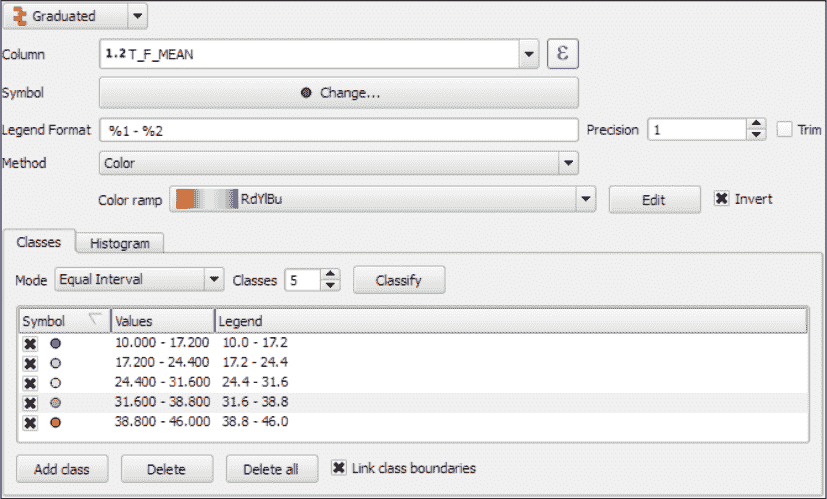 Graduated
Column 1.2 T_F_MEAN ε
Symbol Change...
Legend Format %1 - %2 Precision 1 Trim
Method Color
Color ramp RdYlBu Edit Invert
Classes Histogram
Mode Equal Interval Classes 5 Classify
Symbol Values Legend
10.000 - 17.200 10.0 - 17.2
17.200 - 24.400 17.2 - 24.4
24.400 - 31.600 24.4 - 31.6
31.600 - 38.800 31.6 - 38.8
38.800 - 46.000 38.8 - 46.0
Add class Delete Delete all Link class boundaries